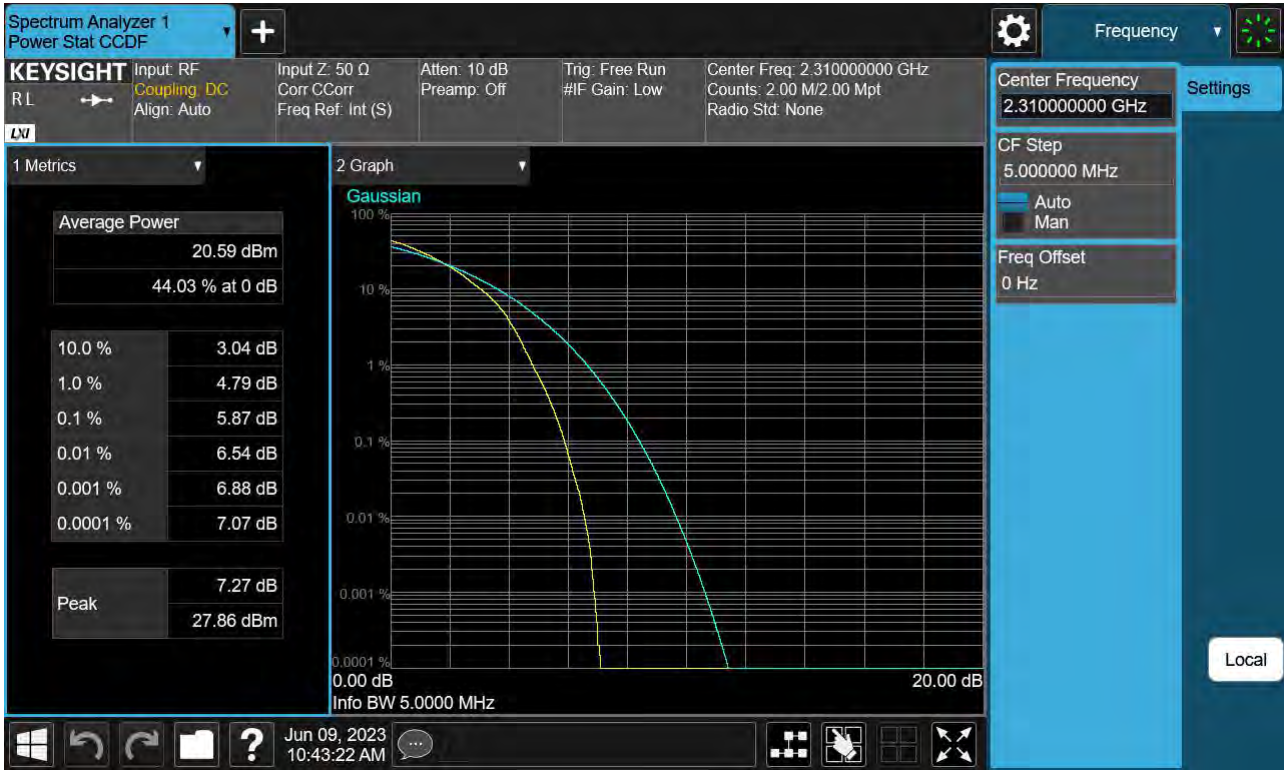 Spectrum Analyzer 1
Power Stat CCDF
+
Frequency
KEYSIGHT
RL
LXI
Input: RF
Coupling: DC
Align: Auto
Input Z: 50 Ω
Corr CCorr
Freq Ref: Int (S)
Atten: 10 dB
Preamp: Off
Trig: Free Run
#IF Gain: Low
Center Freq: 2.310000000 GHz
Counts: 2.00 M/2.00 Mpt
Radio Std: None
Center Frequency
2.310000000 GHz
Settings
CF Step
5.000000 MHz
Auto
Man
Freq Offset
0 Hz
Local
1 Metrics
Average Power
20.59 dBm
44.03 % at 0 dB
10.0 % 3.04 dB
1.0 % 4.79 dB
0.1 % 5.87 dB
0.01 % 6.54 dB
0.001 % 6.88 dB
0.0001 % 7.07 dB
Peak
7.27 dB
27.86 dBm
2 Graph
Gaussian
100 %
10 %
1 %
0.1 %
0.01 %
0.001 %
0.0001 %
0.00 dB 20.00 dB
Info BW 5.0000 MHz
?
Jun 09, 2023
10:43:22 AM